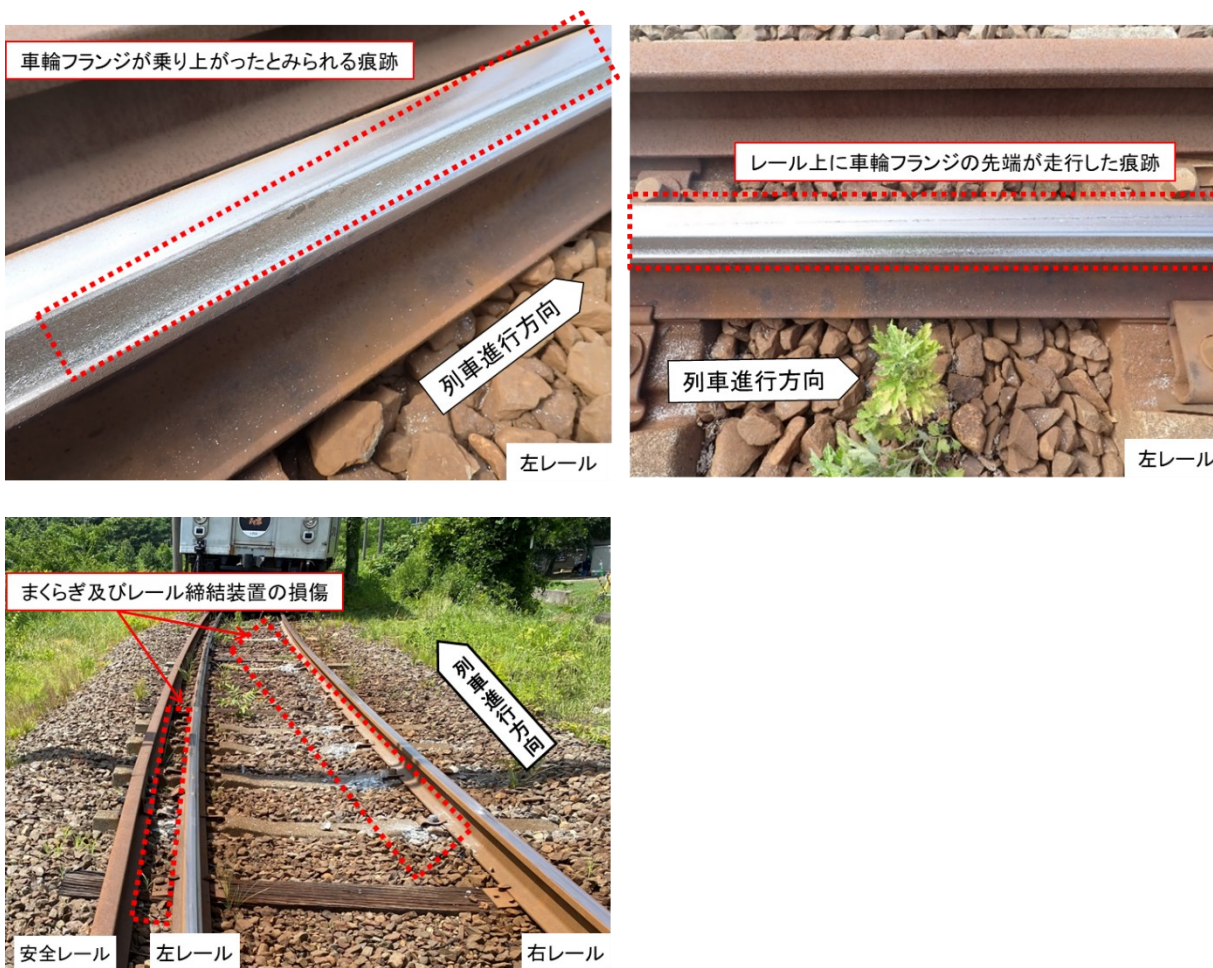 車輪フランジが乗り上がったとみられる痕跡
列車進行方向
左レール
レール上に車輪フランジの先端が走行した痕跡
列車進行方向
左レール
まくらぎ及びレール締結装置の損傷
列車進行方向
安全レール
左レール
右レール